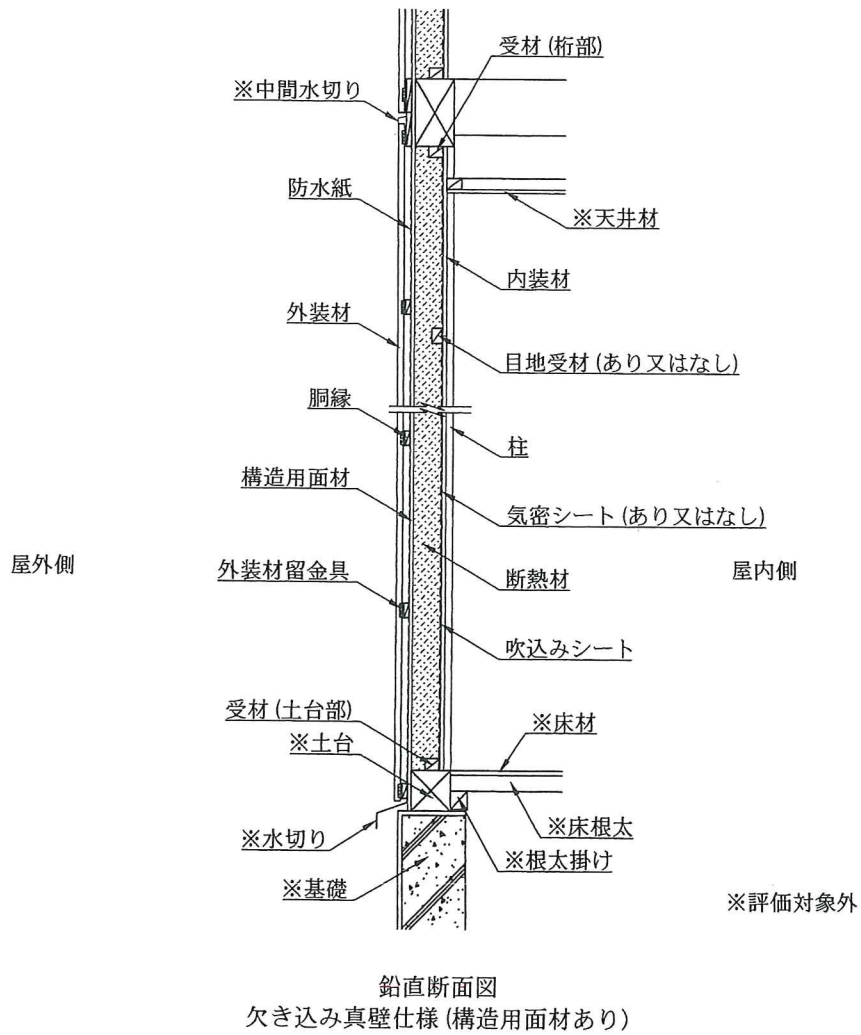 受材 (桁部)
※中間水切り
防水紙
※天井材
内装材
外装材
目地受材 (あり又はなし)
胴縁
柱
構造用面材
気密シート (あり又はなし)
屋外側
外装材留金具
断熱材
屋内側
吹込みシート
受材 (土台部)
※床材
※土台
※床根太
※水切り
※根太掛け
※基礎
※評価対象外
鉛直断面図
欠き込み真壁仕様 (構造用面材あり)